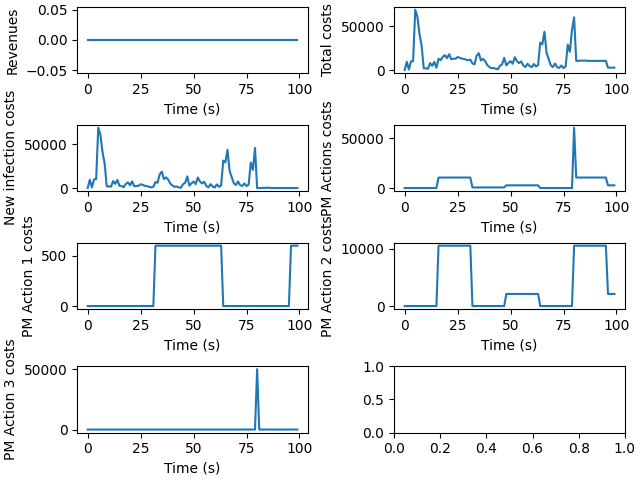 Revenues
0.05
0.00
−0.05
0 25 50 75 100
Time (s)
Total costs
50000
0
0 25 50 75 100
Time (s)
New infection costs
50000
0
0 25 50 75 100
Time (s)
PM Actions costs
50000
0
0 25 50 75 100
Time (s)
PM Action 1 costs
500
0
0 25 50 75 100
Time (s)
PM Action 2 costs
10000
0
0 25 50 75 100
Time (s)
PM Action 3 costs
50000
0
0 25 50 75 100
Time (s)
1.0
0.5
0.0
0.0 0.2 0.4 0.6 0.8 1.0